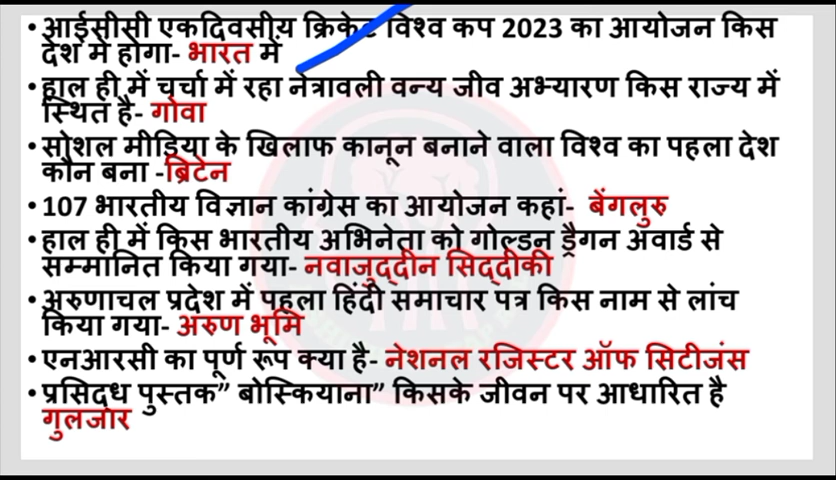 • आईसीसी एकदिवसीय क्रिकेट विश्व कप 2023 का आयोजन किस
देश में होगा- भारत में
• हाल ही में चर्चा में रहा नेत्रावली वन्य जीव अभ्यारण किस राज्य में
स्थित है- गोवा
• सोशल मीडिया के खिलाफ कानून बनाने वाला विश्व का पहला देश
कौन बना -ब्रिटेन
• 107 भारतीय विज्ञान कांग्रेस का आयोजन कहां- बेंगलुरु
• हाल ही में किस भारतीय अभिनेता को गोल्डन ड्रैगन अवार्ड से
सम्मानित किया गया- नवाजुद्दीन सिद्दीकी
• अरुणाचल प्रदेश में पहला हिंदी समाचार पत्र किस नाम से लांच
किया गया- अरुण भूमि
• एनआरसी का पूर्ण रूप क्या है- नेशनल रजिस्टर ऑफ सिटीजंस
• प्रसिद्ध पुस्तक” बोस्कियाना” किसके जीवन पर आधारित है
गुलजार